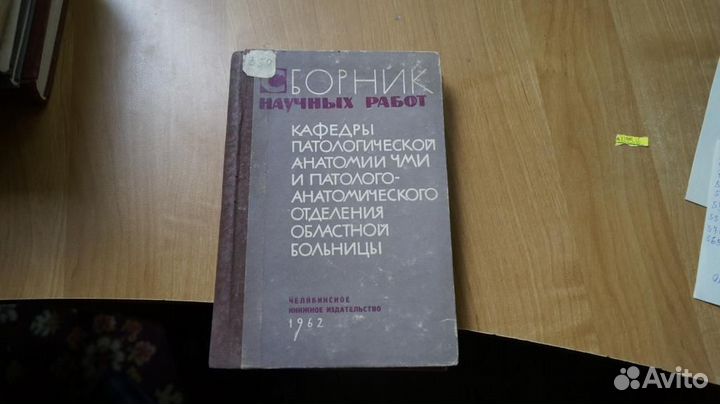 СБОРНИК
НАУЧНЫХ РАБОТ
КАФЕДРЫ
ПАТОЛОГИЧЕСКОЙ
АНАТОМИИ ЧМИ
И ПАТОЛОГО-
АНАТОМИЧЕСКОГО
ОТДЕЛЕНИЯ
ОБЛАСТНОЙ
БОЛЬНИЦЫ
ЧЕЛЯБИНСКОЕ
КНИЖНОЕ ИЗДАТЕЛЬСТВО
1962
Avito